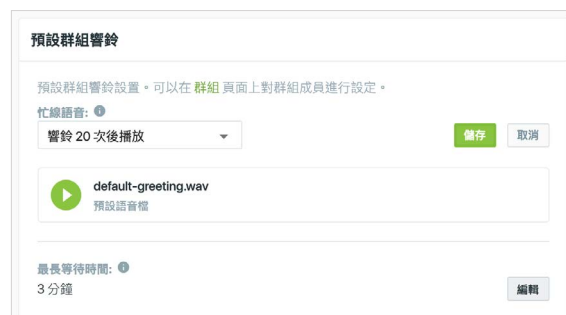 預設群組響鈴
預設群組響鈴設置。可以在 群組 頁面上對群組成員進行設定。
忙線語音:
響鈴 20 次後播放
儲存
取消
default-greeting.wav
預設語音檔
最長等待時間:
3 分鐘
編輯